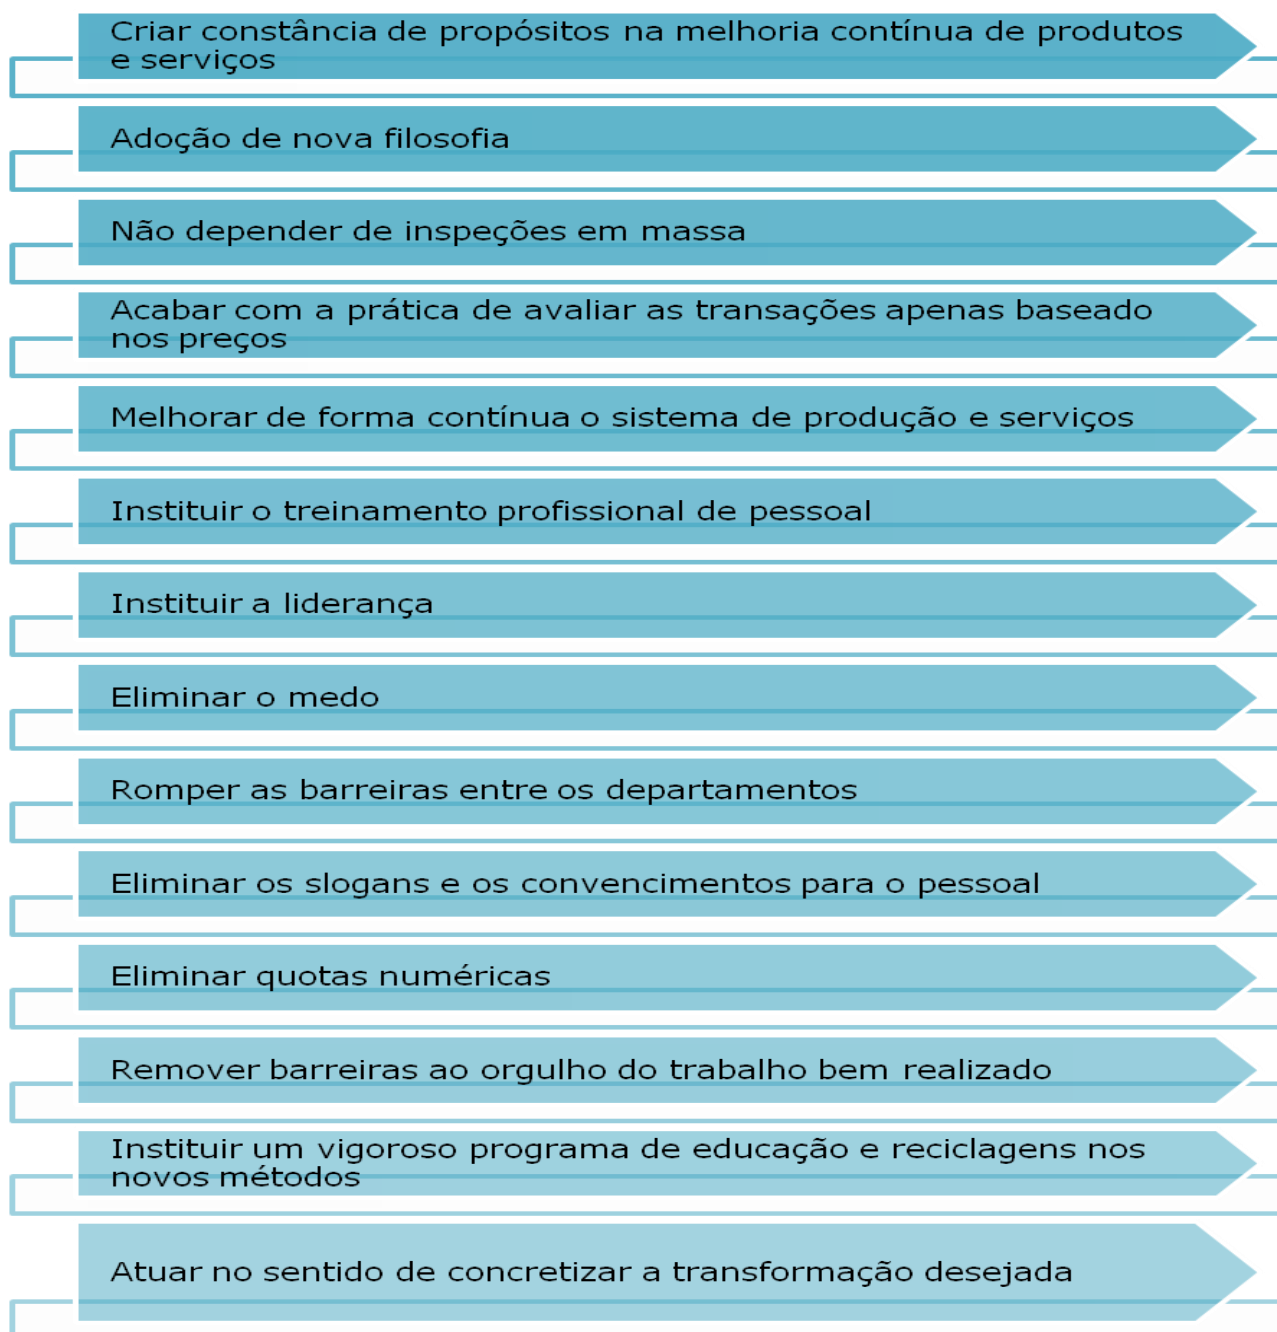 Criar constância de propósitos na melhoria contínua de produtos
e serviços
Adoção de nova filosofia
Não depender de inspeções em massa
Acabar com a prática de avaliar as transações apenas baseado
nos preços
Melhorar de forma contínua o sistema de produção e serviços
Instituir o treinamento profissional de pessoal
Instituir a liderança
Eliminar o medo
Romper as barreiras entre os departamentos
Eliminar os slogans e os convencimentos para o pessoal
Eliminar quotas numéricas
Remover barreiras ao orgulho do trabalho bem realizado
Instituir um vigoroso programa de educação e reciclagens nos
novos métodos
Atuar no sentido de concretizar a transformação desejada